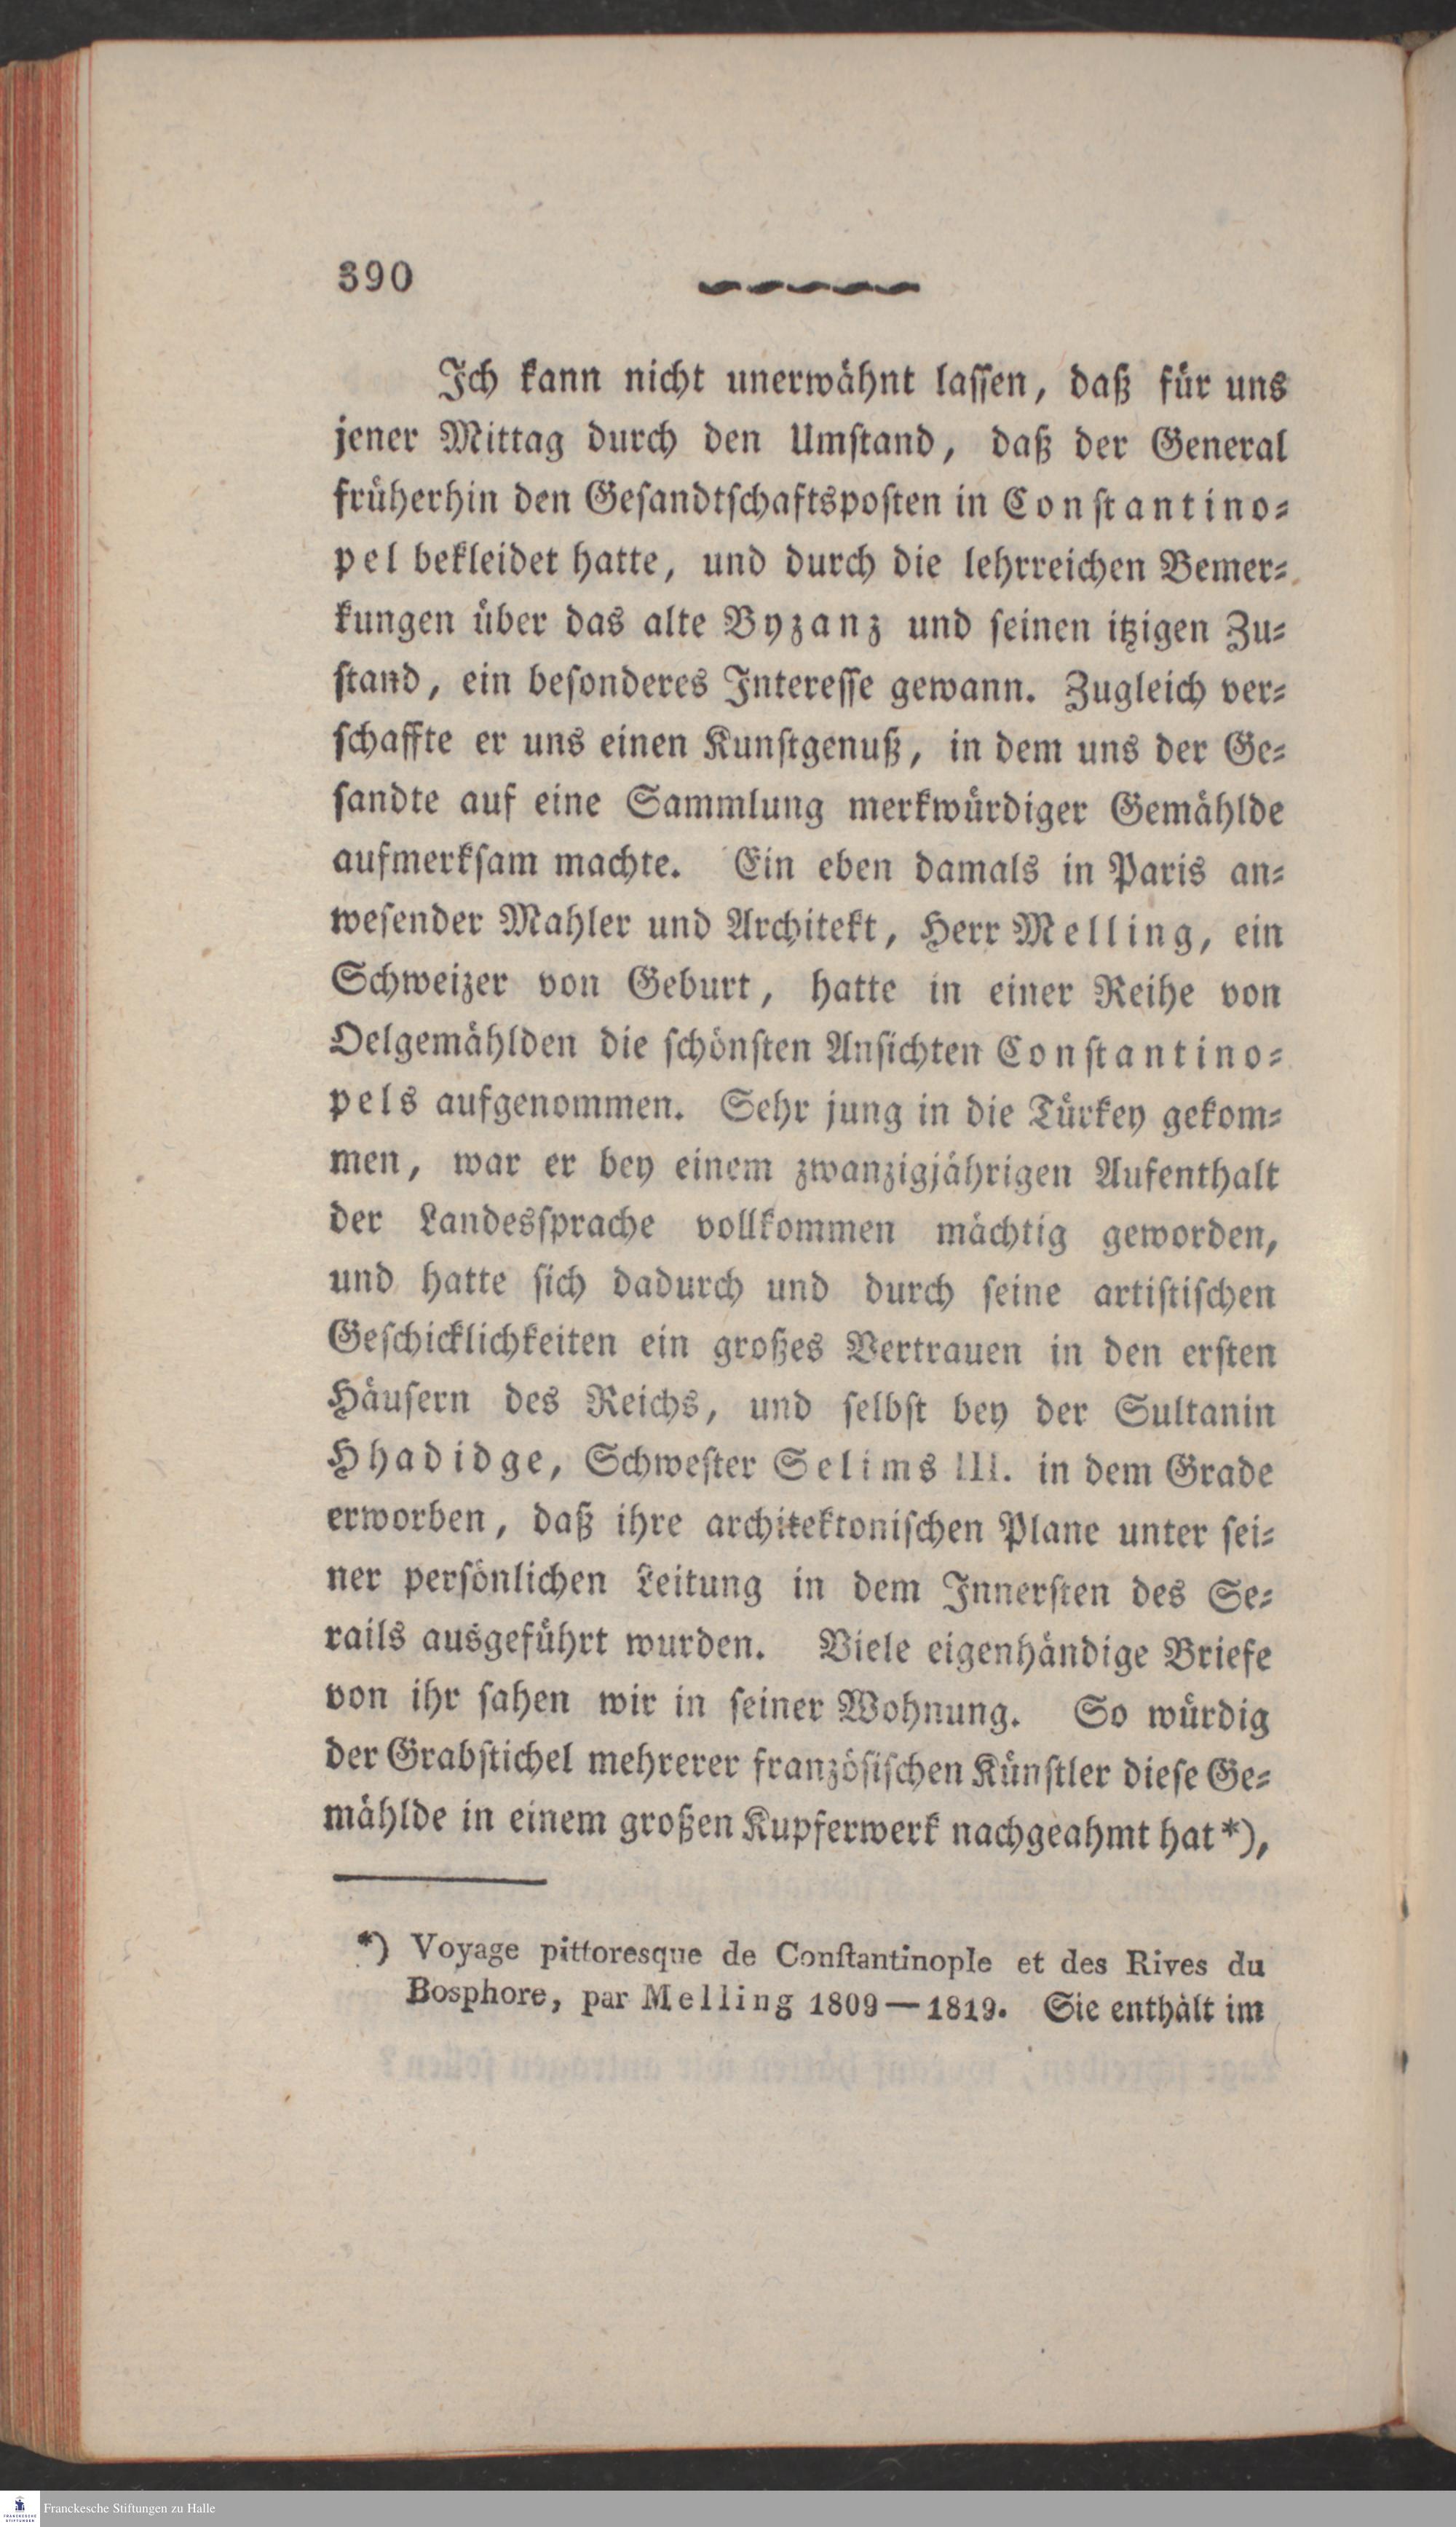 390
Ich kann nicht unerwähnt lassen, daß für uns
jener Mittag durch den Umstand, daß der General
früherhin den Gesandtschaftsposten in Constantino-
pel bekleidet hatte, und durch die lehrreichen Bemer-
kungen über das alte Byzanz und seinen itzigen Zu-
stand, ein besonderes Interesse gewann. Zugleich ver-
schaffte er uns einen Kunstgenuß, in dem uns der Ge-
sandte auf eine Sammlung merkwürdiger Gemählde
aufmerksam machte. Ein eben damals in Paris an-
wesender Mahler und Architekt, Herr Melling, ein
Schweizer von Geburt, hatte in einer Reihe von
Oelgemählden die schönsten Ansichten Constantino-
pels aufgenommen. Sehr jung in die Türkey gekom-
men, war er bey einem zwanzigjährigen Aufenthalt
der Landessprache vollkommen mächtig geworden,
und hatte sich dadurch und durch seine artistischen
Geschicklichkeiten ein großes Vertrauen in den ersten
Häusern des Reichs, und selbst bey der Sultanin
Hhadidge, Schwester Selims III. in dem Grade
erworben, daß ihre architektonischen Plane unter sei-
ner persönlichen Leitung in dem Innersten des Se-
rails ausgeführt wurden. Viele eigenhändige Briefe
von ihr sahen wir in seiner Wohnung. So würdig
der Grabstichel mehrerer französischen Künstler diese Ge-
mählde in einem großen Kupferwerk nachgeahmt hat*),
*) Voyage pittoresque de Conſtantinople et des Rives du
Bosphore, par Melling 1809—1819. Sie enthält im
Franckesche Stiftungen zu Halle